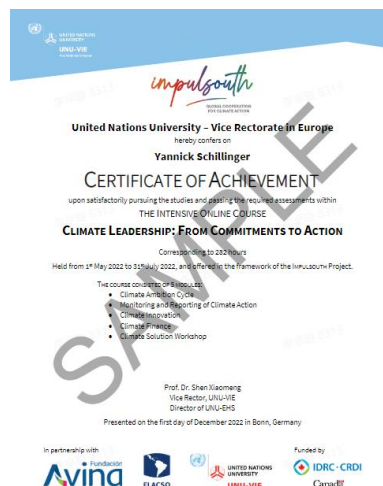 UNITED NATIONS
UNIVERSITY
UNU-VIE
impulsouth
GLOBAL COOPERATION
FOR CLIMATE ACTION
United Nations University – Vice Rectorate in Europe
hereby confers on
Yannick Schillinger
CERTIFICATE OF ACHIEVEMENT
upon satisfactorily pursuing the studies and passing the required assessments within
THE INTENSIVE ONLINE COURSE
CLIMATE LEADERSHIP: FROM COMMITMENTS TO ACTION
Corresponding to 282 hours
Held from 1st May 2022 to 31st July 2022, and offered in the framework of the IMPULSOUTH Project.
THE COURSE CONSISTED OF 5 MODULES:
• Climate Ambition Cycle
• Monitoring and Reporting of Climate Action
• Climate Innovation
• Climate Finance
• Climate Solution Workshop
SAMPLE
Prof. Dr. Shen Xiaomeng
Vice Rector, UNU-VIE
Director of UNU-EHS
Presented on the first day of December 2022 in Bonn, Germany
In partnership with
Funded by
Fundación
Avina
FLACSO
UNITED NATIONS
UNIVERSITY
UNU-VIE
IDRC · CRDI
Canada